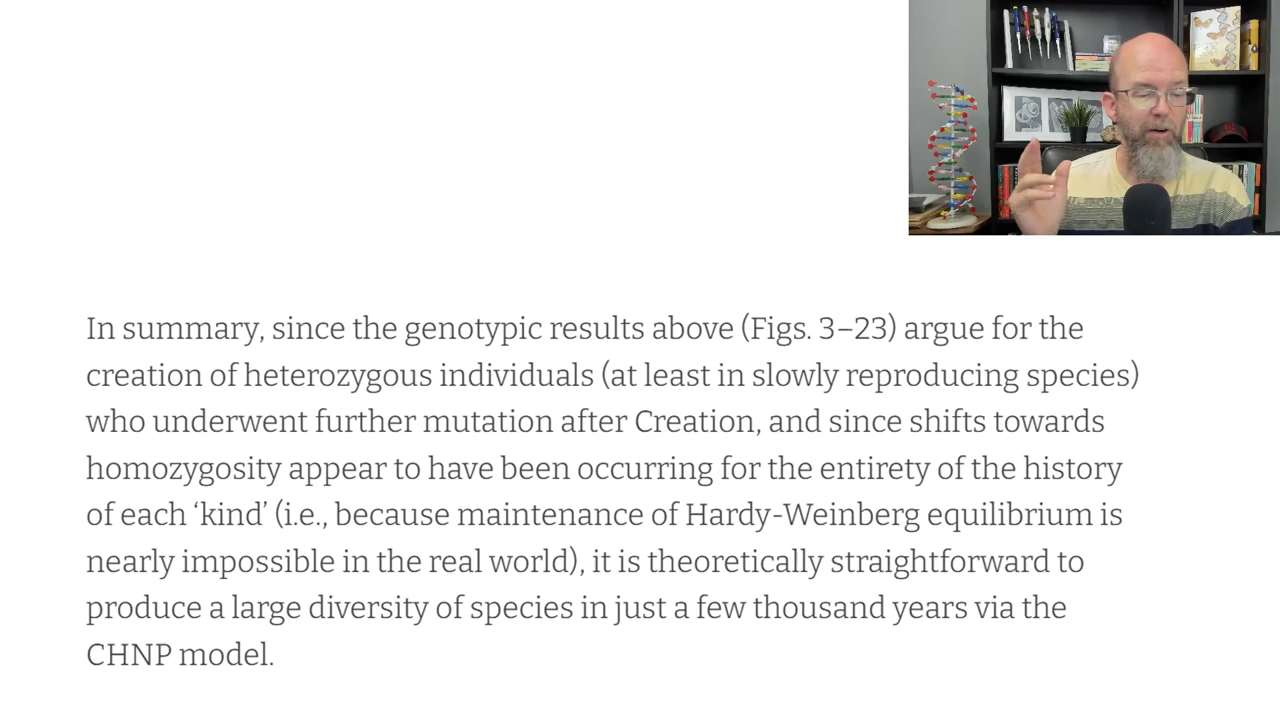 In summary, since the genotypic results above (Figs. 3–23) argue for the
creation of heterozygous individuals (at least in slowly reproducing species)
who underwent further mutation after Creation, and since shifts towards
homozygosity appear to have been occurring for the entirety of the history
of each ‘kind’ (i.e., because maintenance of Hardy-Weinberg equilibrium is
nearly impossible in the real world), it is theoretically straightforward to
produce a large diversity of species in just a few thousand years via the
CHNP model.